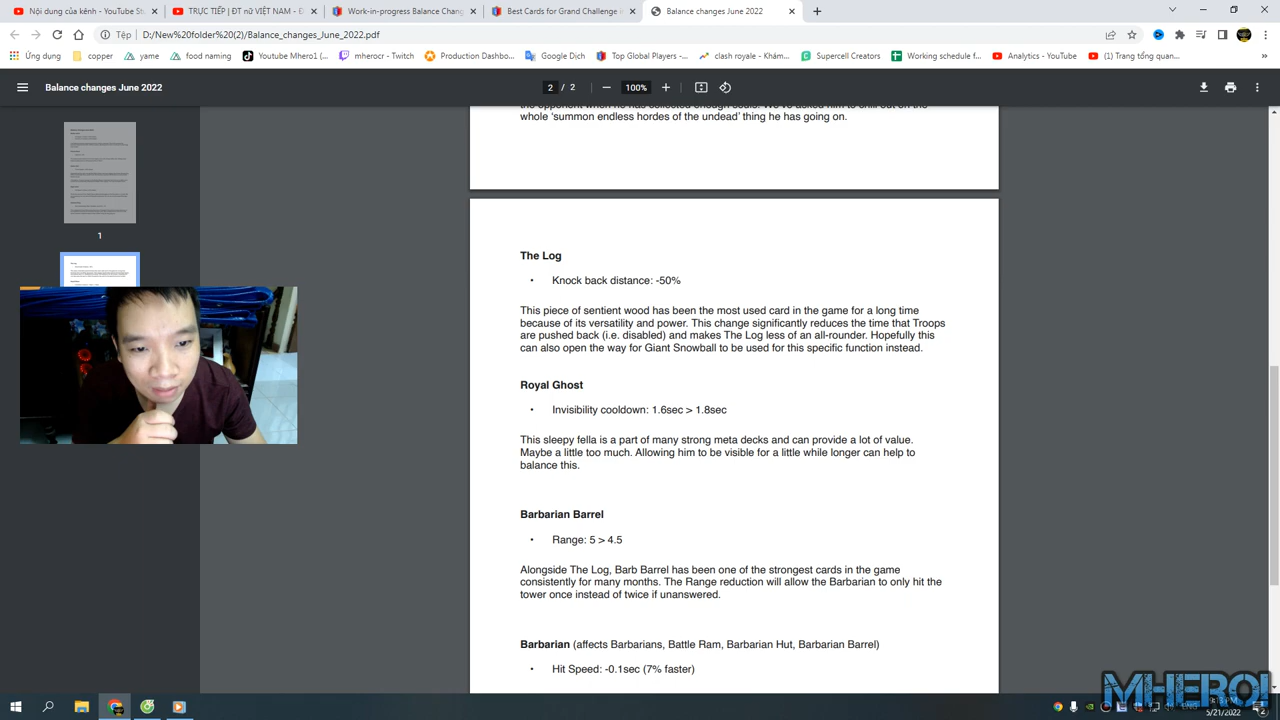 Nội dung của kênh - YouTube St
TRỰC TIẾP | ĐT nữ VIỆT NAM - Đ
Work-in-progress Balance Chang
Best Cards for Grand Challenge i
Balance changes June 2022
Tệp | D:/New%20folder%20(2)/Balance_changes_June_2022.pdf
Ứng dụng copper yame food naming Youtube Mhero1 (... mherocr - Twitch Production Dashbo... Google Dịch Top Global Players -... clash royale - Khám... Supercell Creators Working schedule f... Analytics - YouTube (1) Trang tổng quan... »
Balance changes June 2022
2 / 2
100%
1
the opponent when he has collected enough souls. We've asked him to chill out on the
whole 'summon endless hordes of the undead' thing he has going on.
The Log
• Knock back distance: -50%
This piece of sentient wood has been the most used card in the game for a long time
because of its versatility and power. This change significantly reduces the time that Troops
are pushed back (i.e. disabled) and makes The Log less of an all-rounder. Hopefully this
can also open the way for Giant Snowball to be used for this specific function instead.
Royal Ghost
• Invisibility cooldown: 1.6sec > 1.8sec
This sleepy fella is a part of many strong meta decks and can provide a lot of value.
Maybe a little too much. Allowing him to be visible for a little while longer can help to
balance this.
Barbarian Barrel
• Range: 5 > 4.5
Alongside The Log, Barb Barrel has been one of the strongest cards in the game
consistently for many months. The Range reduction will allow the Barbarian to only hit the
tower once instead of twice if unanswered.
Barbarian (affects Barbarians, Battle Ram, Barbarian Hut, Barbarian Barrel)
• Hit Speed: -0.1sec (7% faster)
MHERO1
5/21/2022
2